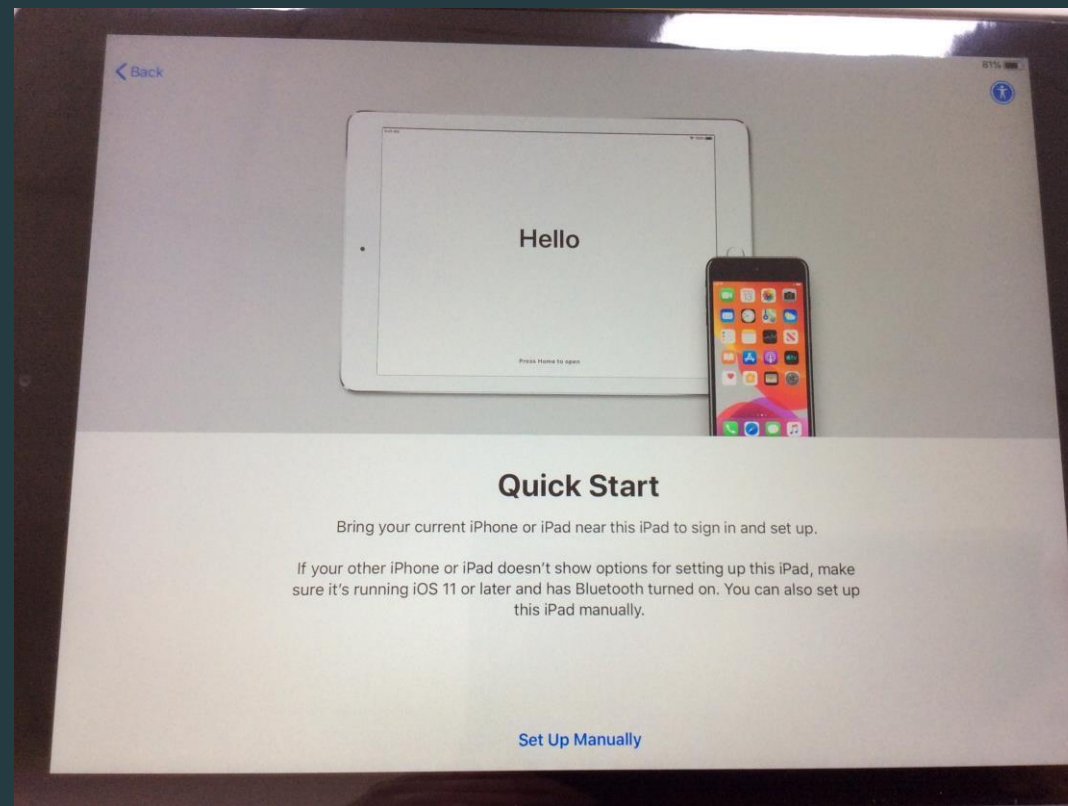 Back
81%
Hello
Press Home to open
Quick Start
Bring your current iPhone or iPad near this iPad to sign in and set up.
If your other iPhone or iPad doesn't show options for setting up this iPad, make
sure it's running iOS 11 or later and has Bluetooth turned on. You can also set up
this iPad manually.
Set Up Manually